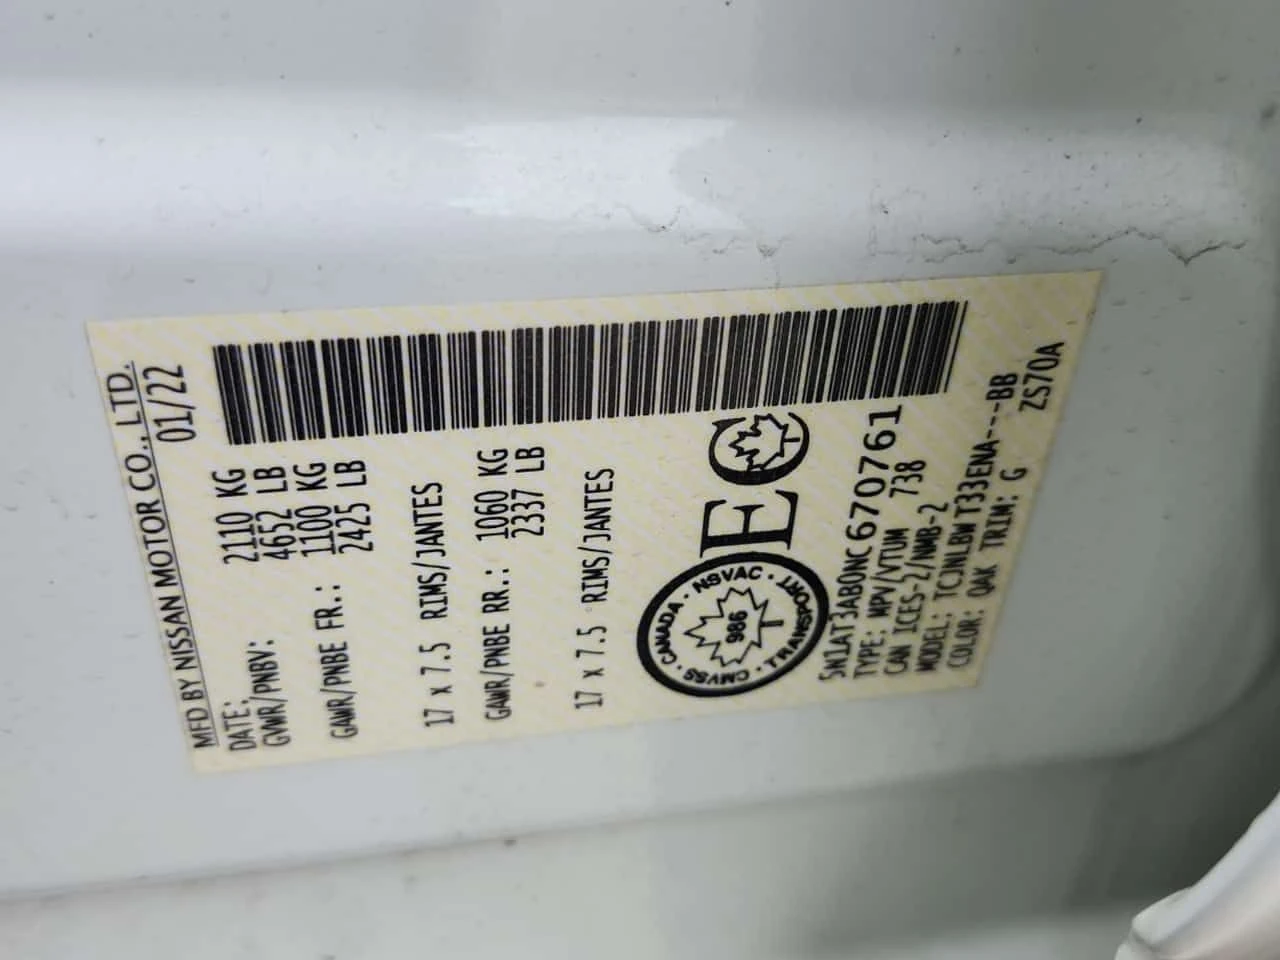 MFD BY NISSAN MOTOR CO., LTD.
DATE: 01/22
GVWR/PNBV: 2110 KG
4652 LB
GAWR/PNBE FR.: 1100 KG
2425 LB
17 x 7.5 RIMS/JANTES
GAWR/PNBE RR.: 1060 KG
2337 LB
17 x 7.5 RIMS/JANTES
CANADA · NSVAC · TRANSPORT · CMVSS ·
986
EC
5N1AT3AB0NC670761
TYPE: MPV/VTUM 738
CAN ICES-2/NMB-2
MODEL: TCJNLBW T33ENA---BB
COLOR: QAK TRIM: G ZS70A